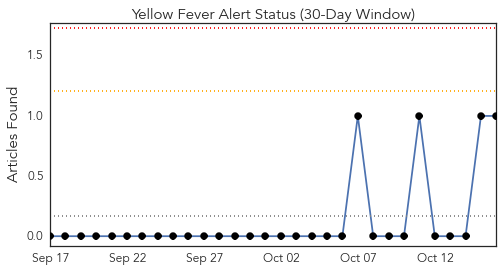 Yellow Fever Alert Status (30-Day Window)
Articles Found
1.5
1.0
0.5
0.0
Sep 17 Sep 22 Sep 27 Oct 02 Oct 07 Oct 12